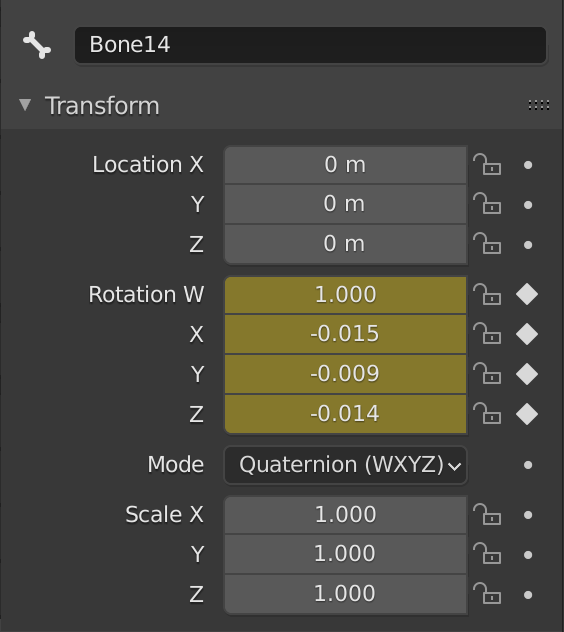 Bone14
Transform
Location X 0 m
Y 0 m
Z 0 m
Rotation W 1.000
X -0.015
Y -0.009
Z -0.014
Mode Quaternion (WXYZ)
Scale X 1.000
Y 1.000
Z 1.000